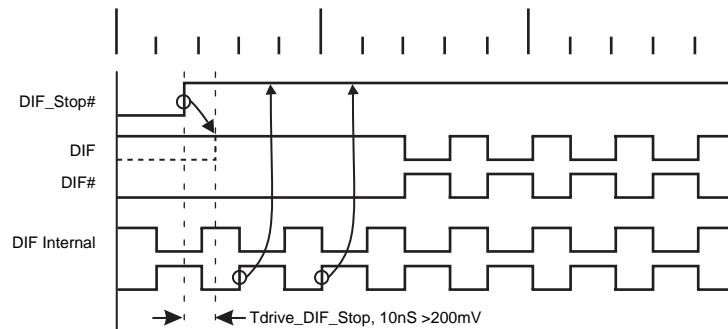 DIF_Stop#
DIF
DIF#
DIF Internal
Tdrive_DIF_Stop, 10nS >200mV